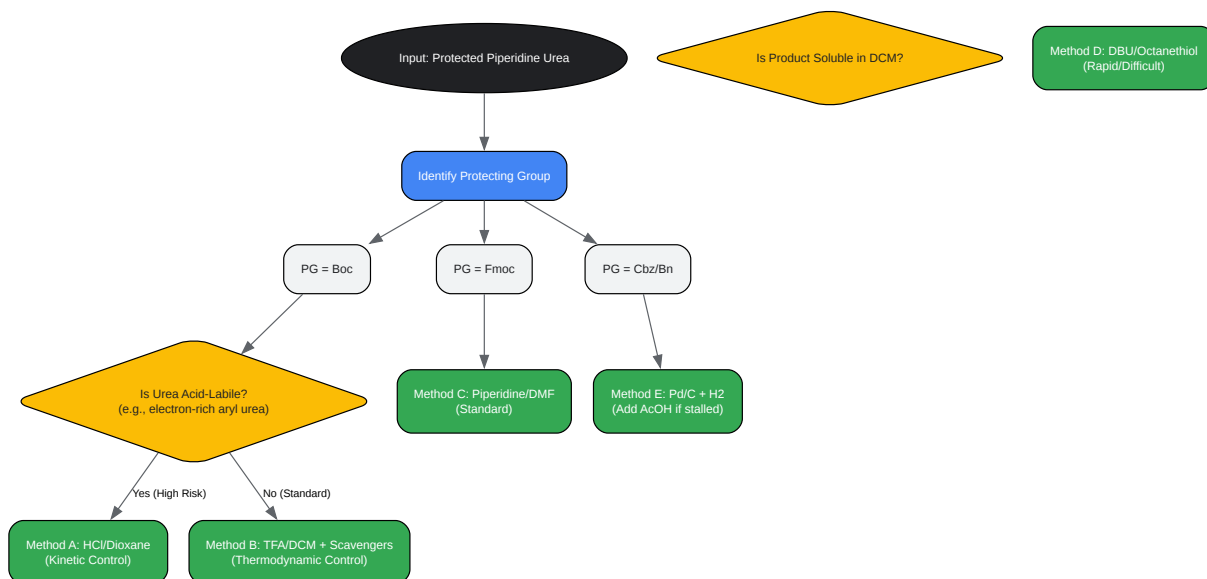 Input: Protected Piperidine Urea
Is Product Soluble in DCM?
Method D: DBU/Octanethiol
(Rapid/Difficult)
Identify Protecting Group
PG = Boc
PG = Fmoc
PG = Cbz/Bn
Is Urea Acid-Labile?
(e.g., electron-rich aryl urea)
Method C: Piperidine/DMF
(Standard)
Method E: Pd/C + H2
(Add AcOH if stalled)
Yes (High Risk)
No (Standard)
Method A: HCl/Dioxane
(Kinetic Control)
Method B: TFA/DCM + Scavengers
(Thermodynamic Control)